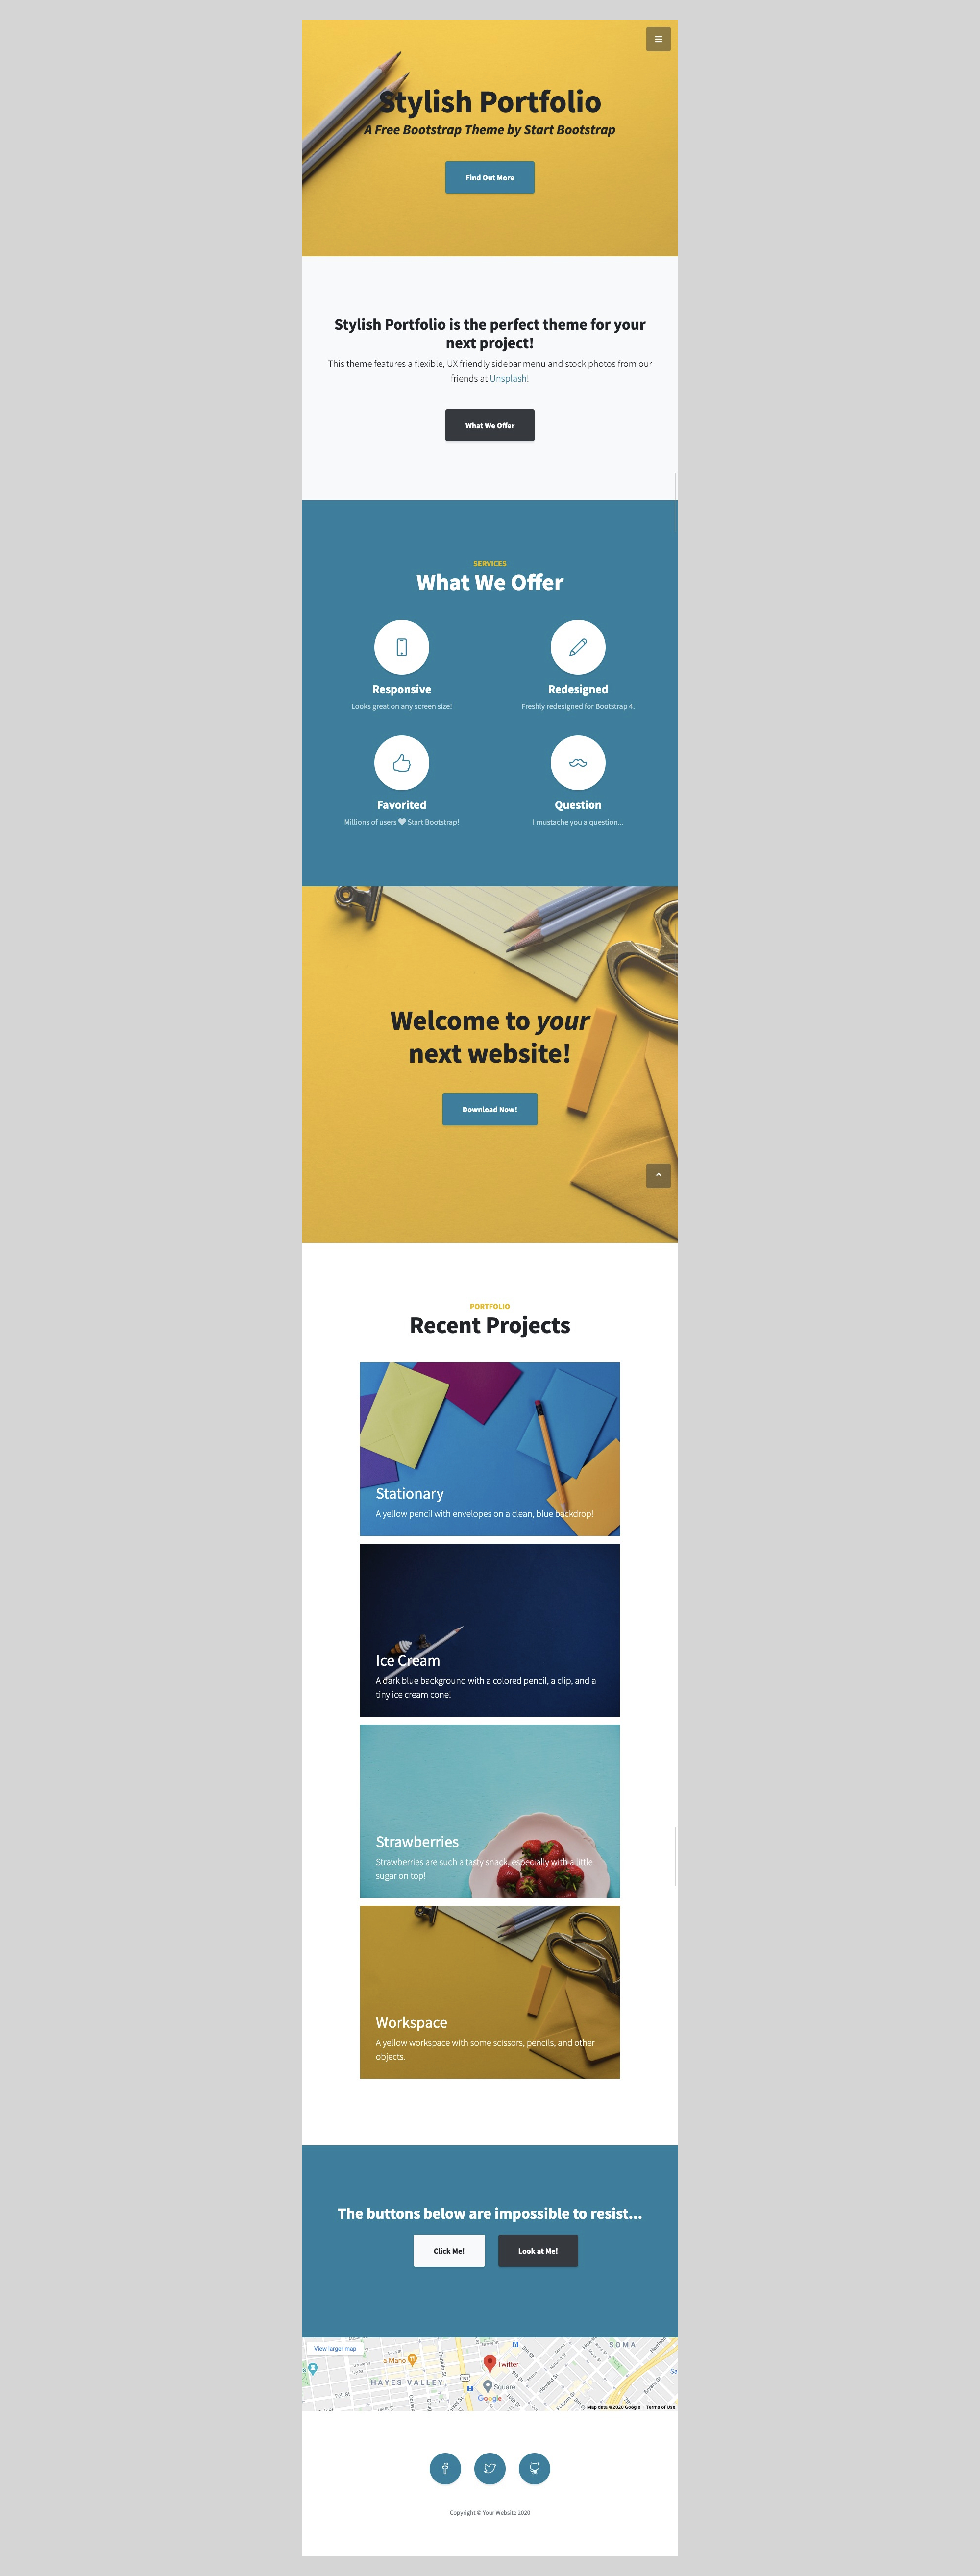 Stylish Portfolio
A Free Bootstrap Theme by Start Bootstrap
Find Out More
Stylish Portfolio is the perfect theme for your
next project!
This theme features a flexible, UX friendly sidebar menu and stock photos from our
friends at Unsplash!
What We Offer
SERVICES
What We Offer
Responsive
Looks great on any screen size!
Redesigned
Freshly redesigned for Bootstrap 4.
Favorited
Millions of users ♥ Start Bootstrap!
Question
I mustache you a question...
Welcome to your
next website!
Download Now!
PORTFOLIO
Recent Projects
Stationary
A yellow pencil with envelopes on a clean, blue backdrop!
Ice Cream
A dark blue background with a colored pencil, a clip, and a
tiny ice cream cone!
Strawberries
Strawberries are such a tasty snack, especially with a little
sugar on top!
Workspace
A yellow workspace with some scissors, pencils, and other
objects.
The buttons below are impossible to resist...
Click Me!
Look at Me!
View larger map
SOMA
a Mano
Twitter
HAYES VALLEY
101
Square
Fell St
Google
Map data ©2020 Google
Terms of Use
Copyright © Your Website 2020